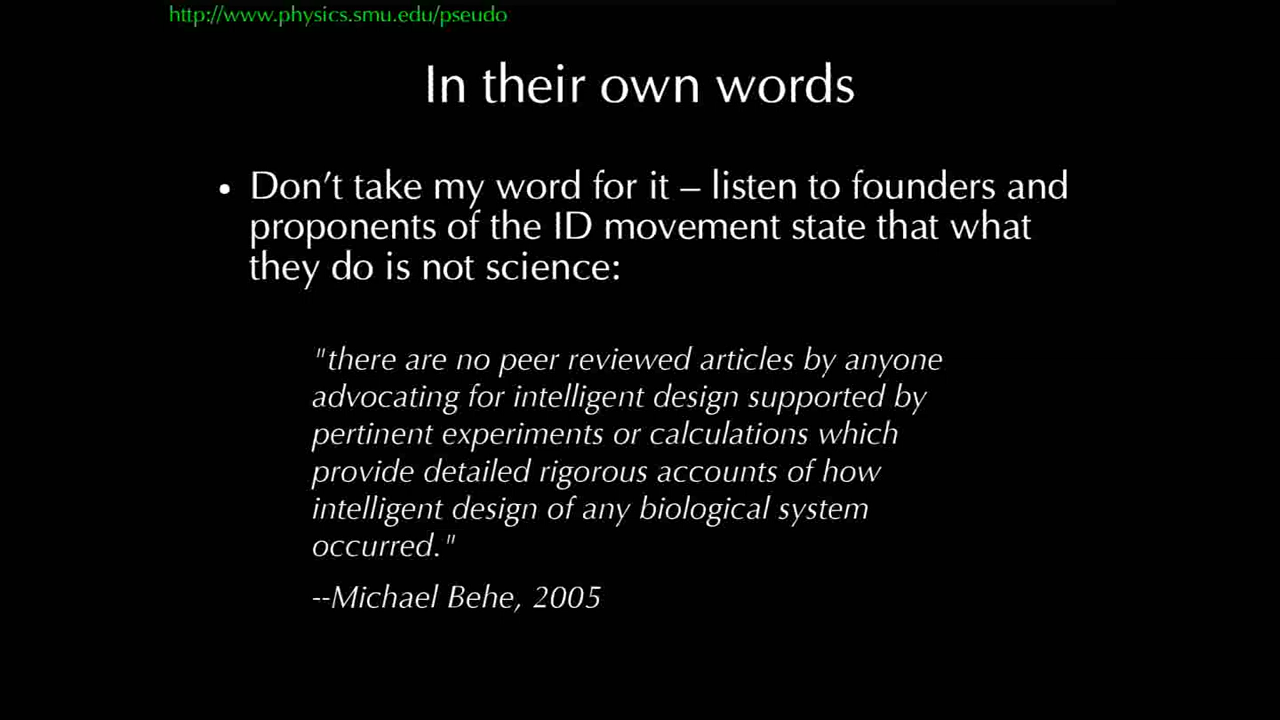 http://www.physics.smu.edu/pseudo
In their own words
• Don’t take my word for it – listen to founders and
proponents of the ID movement state that what
they do is not science:
"there are no peer reviewed articles by anyone
advocating for intelligent design supported by
pertinent experiments or calculations which
provide detailed rigorous accounts of how
intelligent design of any biological system
occurred."
--Michael Behe, 2005